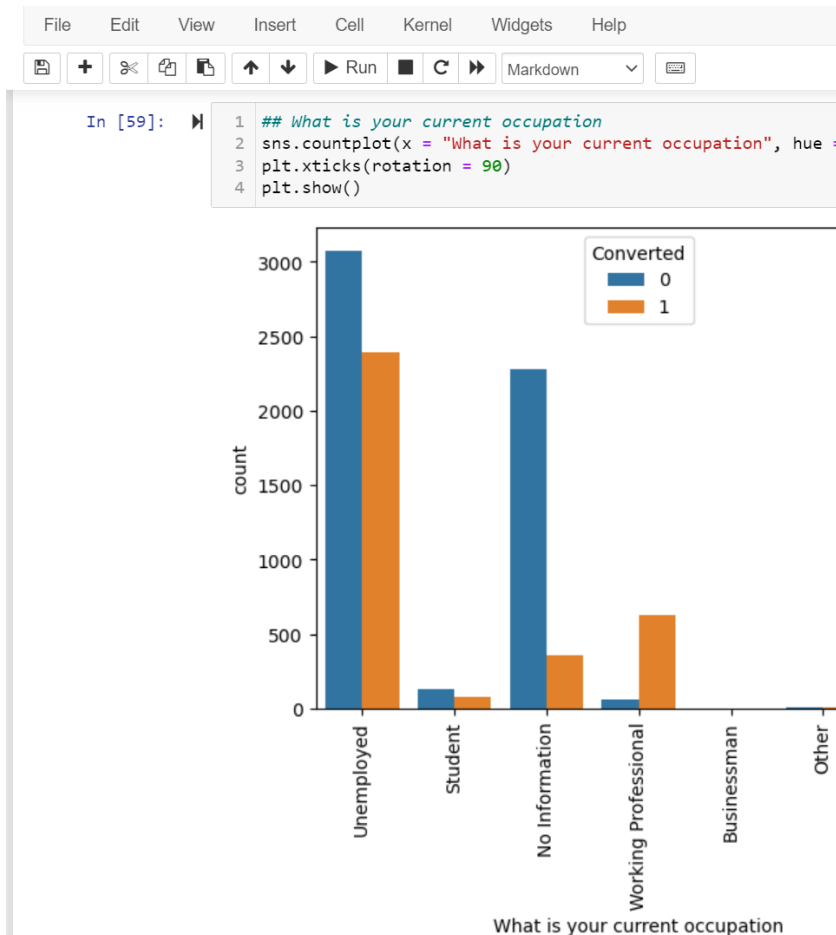 File Edit View Insert Cell Kernel Widgets Help
Run Markdown
In [59]:
1 ## What is your current occupation
2 sns.countplot(x = "What is your current occupation", hue =
3 plt.xticks(rotation = 90)
4 plt.show()
Converted
0
1
3000
2500
2000
1500
1000
500
0
count
Unemployed
Student
No Information
Working Professional
Businessman
Other
What is your current occupation